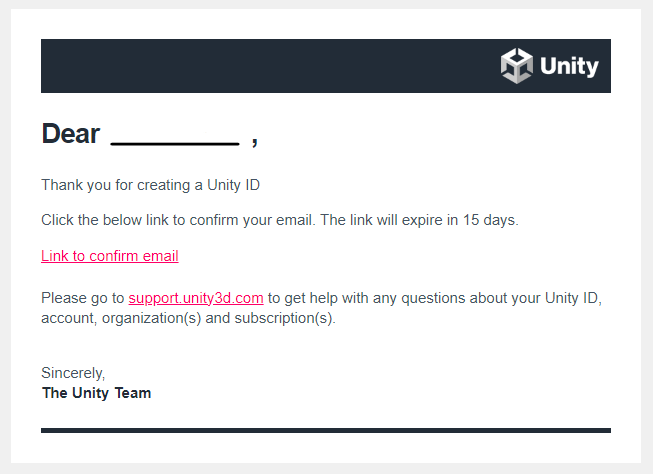 Unity
Dear _________ ,
Thank you for creating a Unity ID
Click the below link to confirm your email. The link will expire in 15 days.
Link to confirm email
Please go to support.unity3d.com to get help with any questions about your Unity ID,
account, organization(s) and subscription(s).
Sincerely,
The Unity Team